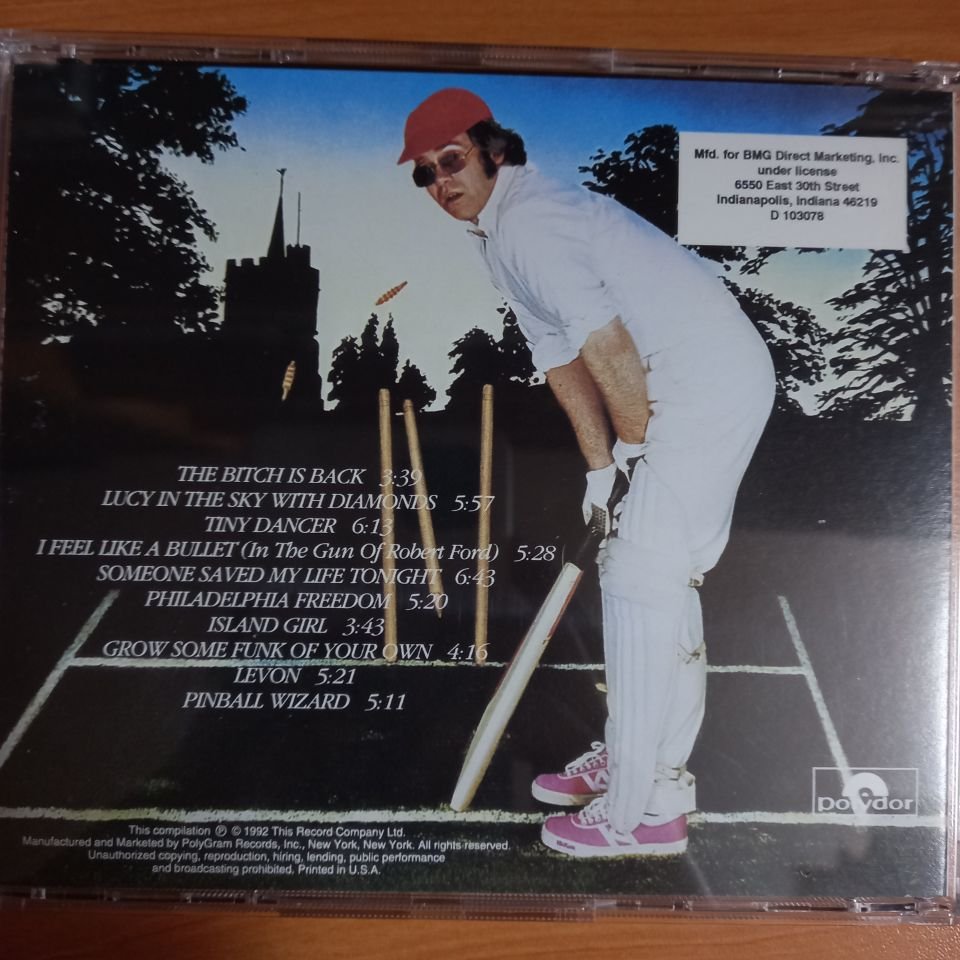 Mfd. for BMG Direct Marketing, Inc.
under license
6550 East 30th Street
Indianapolis, Indiana 46219
D 103078
THE BITCH IS BACK 3:39
LUCY IN THE SKY WITH DIAMONDS 5:57
TINY DANCER 6:13
I FEEL LIKE A BULLET (In The Gun Of Robert Ford) 5:28
SOMEONE SAVED MY LIFE TONIGHT 6:43
PHILADELPHIA FREEDOM 5:20
ISLAND GIRL 3:43
GROW SOME FUNK OF YOUR OWN 4:16
LEVON 5:21
PINBALL WIZARD 5:11
polydor
This compilation ℗ © 1992 This Record Company Ltd.
Manufactured and Marketed by PolyGram Records, Inc., New York, New York. All rights reserved.
Unauthorized copying, reproduction, hiring, lending, public performance
and broadcasting prohibited. Printed in U.S.A.